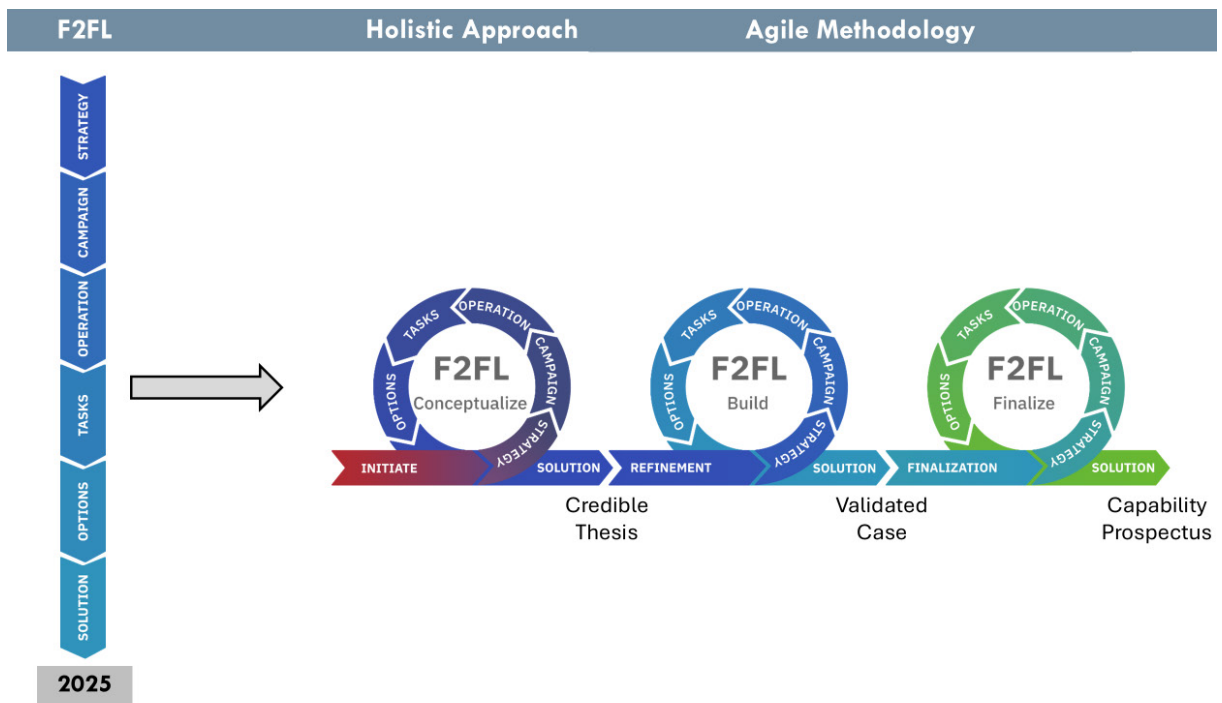 F2FL
Holistic Approach
Agile Methodology
STRATEGY
CAMPAIGN
OPERATION
TASKS
OPTIONS
SOLUTION
2025
OPTIONS
TASKS
OPERATION
CAMPAIGN
STRATEGY
F2FL
Conceptualize
OPTIONS
TASKS
OPERATION
CAMPAIGN
STRATEGY
F2FL
Build
OPTIONS
TASKS
OPERATION
CAMPAIGN
STRATEGY
F2FL
Finalize
INITIATE
SOLUTION
REFINEMENT
SOLUTION
FINALIZATION
SOLUTION
Credible
Thesis
Validated
Case
Capability
Prospectus